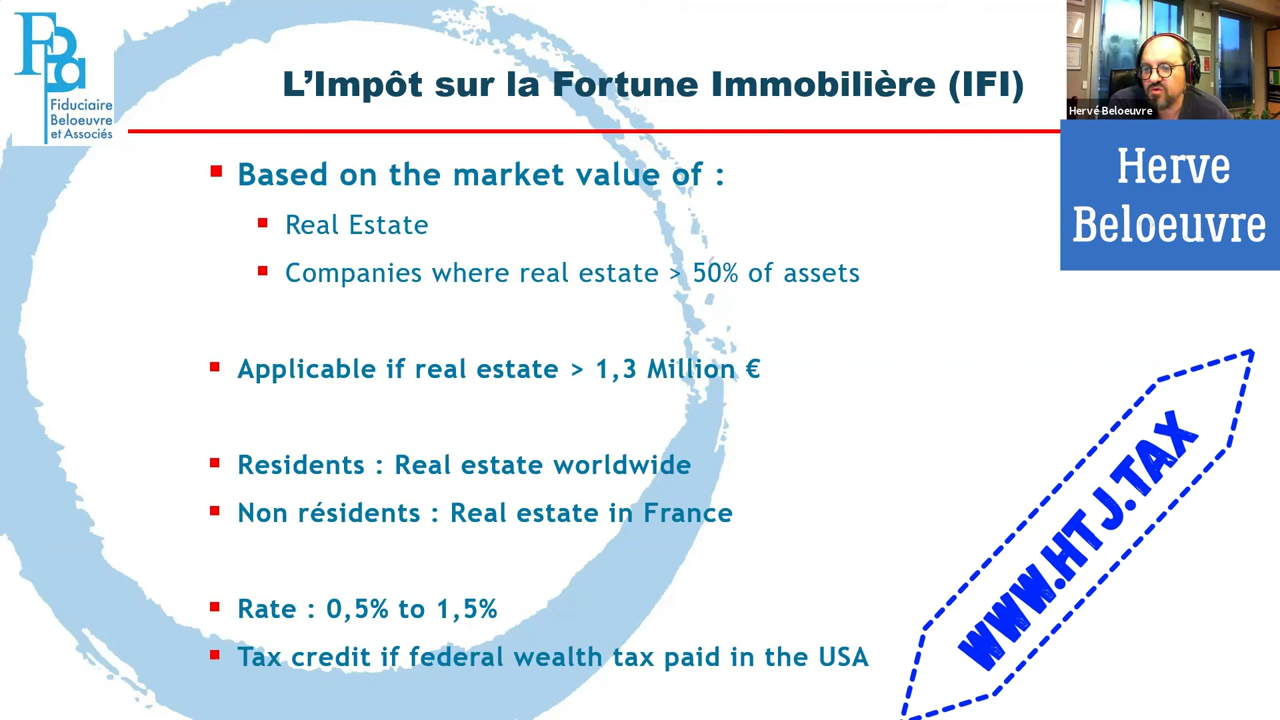 FBa
Fiduciaire
Beloeuvre
et Associés
L'Impôt sur la Fortune Immobilière (IFI)
Hervé Beloeuvre
Herve
Beloeuvre
Based on the market value of :
Real Estate
Companies where real estate > 50% of assets
Applicable if real estate > 1,3 Million €
Residents : Real estate worldwide
Non résidents : Real estate in France
Rate : 0,5% to 1,5%
Tax credit if federal wealth tax paid in the USA
WWW.HTJ.TAX